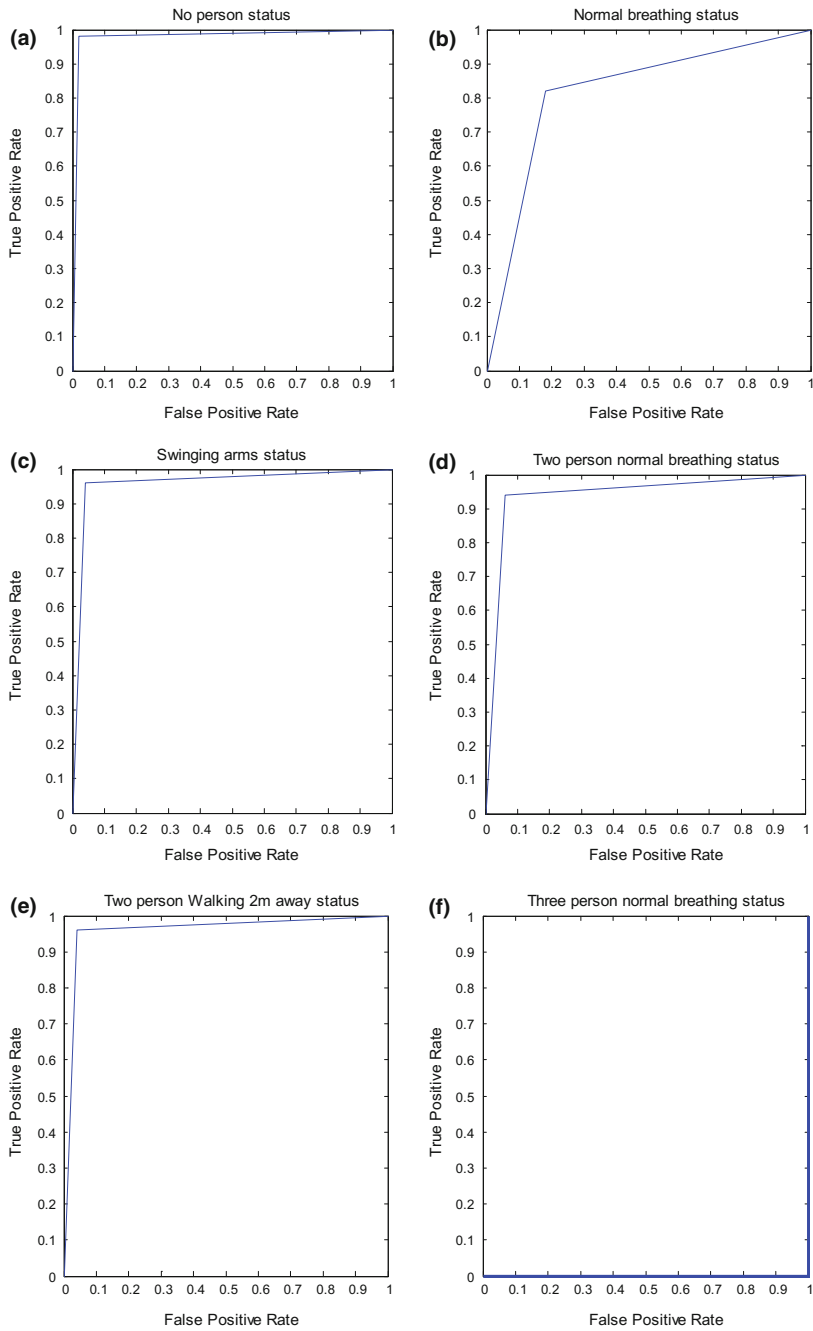 (a)
No person status
True Positive Rate
1
0.9
0.8
0.7
0.6
0.5
0.4
0.3
0.2
0.1
0
0 0.1 0.2 0.3 0.4 0.5 0.6 0.7 0.8 0.9 1
False Positive Rate
(b)
Normal breathing status
True Positive Rate
1
0.9
0.8
0.7
0.6
0.5
0.4
0.3
0.2
0.1
0
0 0.1 0.2 0.3 0.4 0.5 0.6 0.7 0.8 0.9 1
False Positive Rate
(c)
Swinging arms status
True Positive Rate
1
0.9
0.8
0.7
0.6
0.5
0.4
0.3
0.2
0.1
0
0 0.1 0.2 0.3 0.4 0.5 0.6 0.7 0.8 0.9 1
False Positive Rate
(d)
Two person normal breathing status
True Positive Rate
1
0.9
0.8
0.7
0.6
0.5
0.4
0.3
0.2
0.1
0
0 0.1 0.2 0.3 0.4 0.5 0.6 0.7 0.8 0.9 1
False Positive Rate
(e)
Two person Walking 2m away status
True Positive Rate
1
0.9
0.8
0.7
0.6
0.5
0.4
0.3
0.2
0.1
0
0 0.1 0.2 0.3 0.4 0.5 0.6 0.7 0.8 0.9 1
False Positive Rate
(f)
Three person normal breathing status
True Positive Rate
1
0.9
0.8
0.7
0.6
0.5
0.4
0.3
0.2
0.1
0
0 0.1 0.2 0.3 0.4 0.5 0.6 0.7 0.8 0.9 1
False Positive Rate